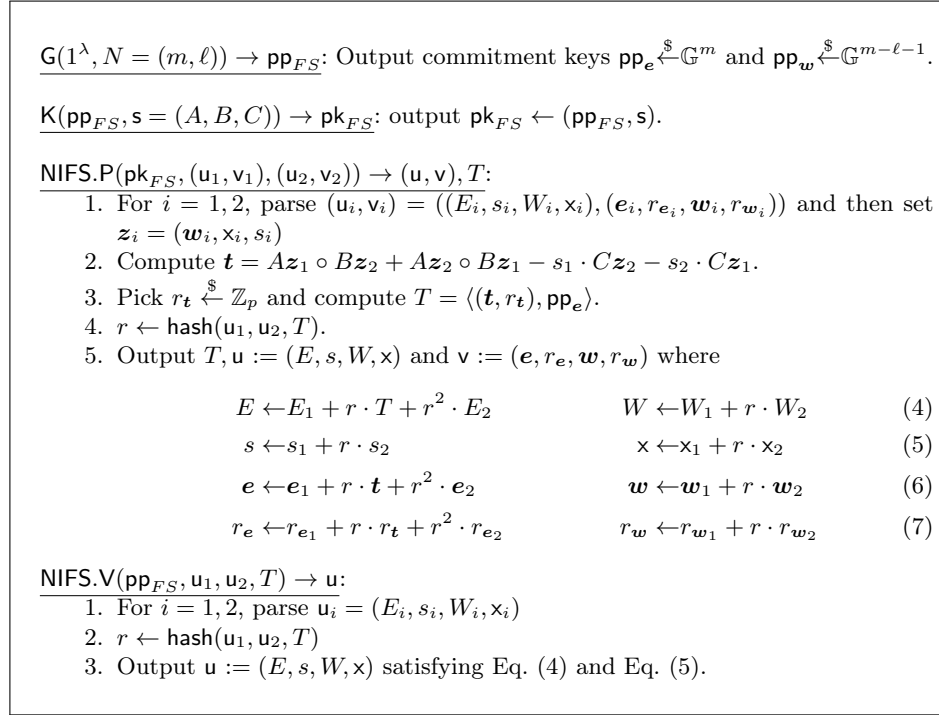 G(1^λ, N = (m, ℓ)) → pp_FS: Output commitment keys pp_e ←$ 𝔾^m and pp_w ←$ 𝔾^{m−ℓ−1}.
K(pp_FS, s = (A, B, C)) → pk_FS: output pk_FS ← (pp_FS, s).
NIFS.P(pk_FS, (u_1, v_1), (u_2, v_2)) → (u, v), T:
1. For i = 1, 2, parse (u_i, v_i) = ((E_i, s_i, W_i, x_i), (e_i, r_{e_i}, w_i, r_{w_i})) and then set
z_i = (w_i, x_i, s_i)
2. Compute t = Az_1 ∘ Bz_2 + Az_2 ∘ Bz_1 − s_1 · Cz_2 − s_2 · Cz_1.
3. Pick r_t ←$ ℤ_p and compute T = ⟨(t, r_t), pp_e⟩.
4. r ← hash(u_1, u_2, T).
5. Output T, u := (E, s, W, x) and v := (e, r_e, w, r_w) where
E ←E_1 + r · T + r^2 · E_2 W ←W_1 + r · W_2 (4)
s ←s_1 + r · s_2 x ←x_1 + r · x_2 (5)
e ←e_1 + r · t + r^2 · e_2 w ←w_1 + r · w_2 (6)
r_e ←r_{e_1} + r · r_t + r^2 · r_{e_2} r_w ←r_{w_1} + r · r_{w_2} (7)
NIFS.V(pp_FS, u_1, u_2, T) → u:
1. For i = 1, 2, parse u_i = (E_i, s_i, W_i, x_i)
2. r ← hash(u_1, u_2, T)
3. Output u := (E, s, W, x) satisfying Eq. (4) and Eq. (5).